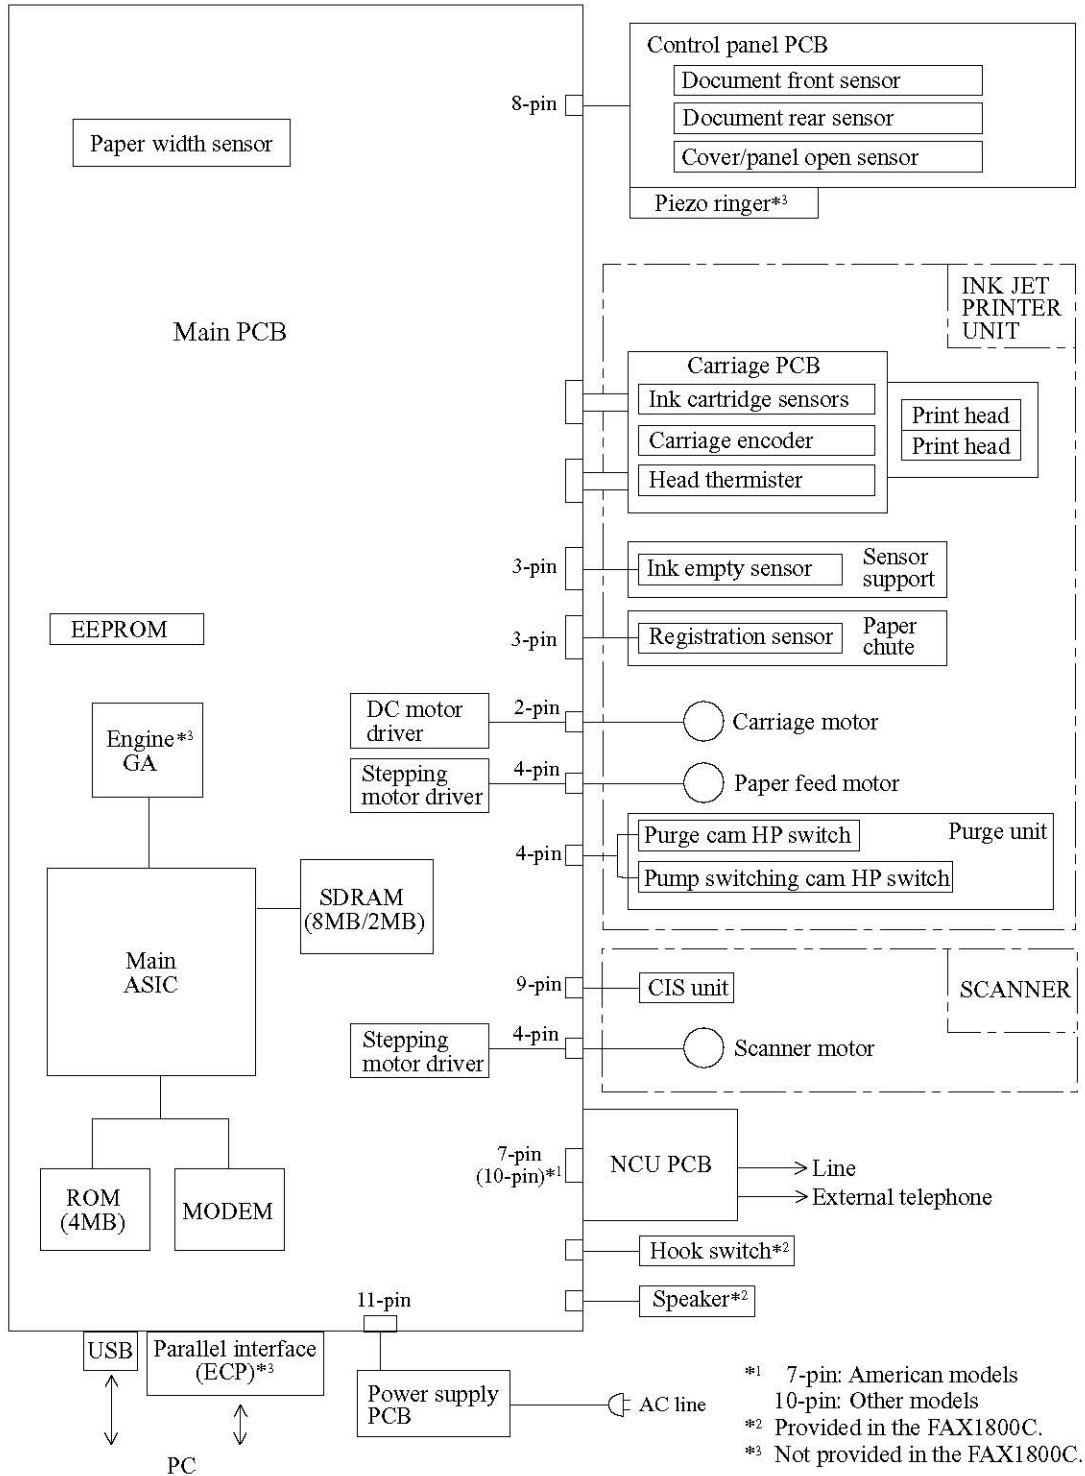 Control panel PCB
Document front sensor
8-pin
Document rear sensor
Paper width sensor
Cover/panel open sensor
Piezo ringer*3
INK JET
PRINTER
UNIT
Main PCB
Carriage PCB
Ink cartridge sensors
Print head
Carriage encoder
Print head
Head thermister
3-pin
Ink empty sensor
Sensor
support
EEPROM
3-pin
Registration sensor
Paper
chute
DC motor
driver
2-pin
Carriage motor
Engine*3
GA
Stepping
motor driver
4-pin
Paper feed motor
4-pin
Purge cam HP switch
Purge unit
Pump switching cam HP switch
SDRAM
(8MB/2MB)
Main
ASIC
9-pin
CIS unit
SCANNER
Stepping
motor driver
4-pin
Scanner motor
7-pin
(10-pin)*1
NCU PCB
Line
External telephone
ROM
(4MB)
MODEM
Hook switch*2
Speaker*2
11-pin
USB
Parallel interface
(ECP)*3
Power supply
PCB
AC line
PC
*1 7-pin: American models
10-pin: Other models
*2 Provided in the FAX1800C.
*3 Not provided in the FAX1800C.